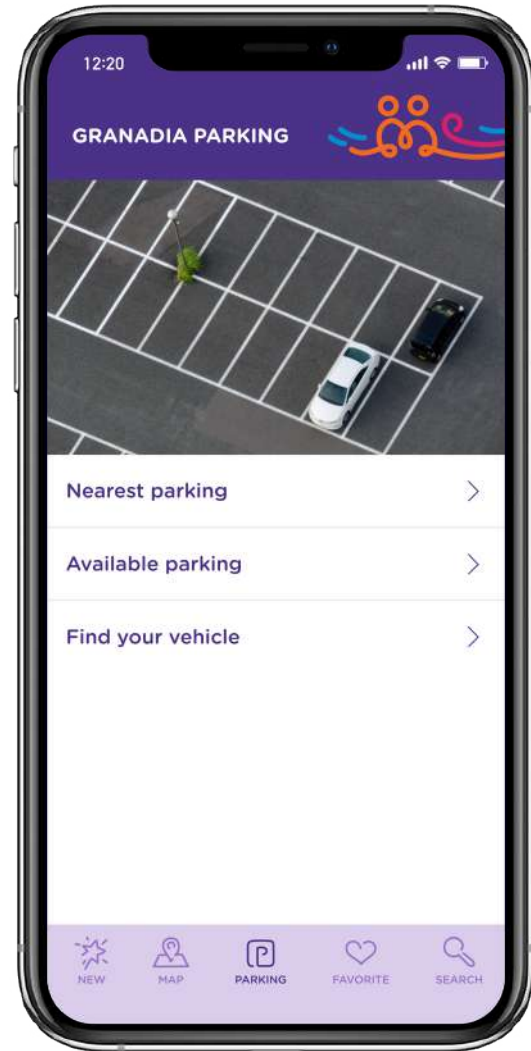 12:20
GRANADIA PARKING
Nearest parking
Available parking
Find your vehicle
NEW MAP PARKING FAVORITE SEARCH